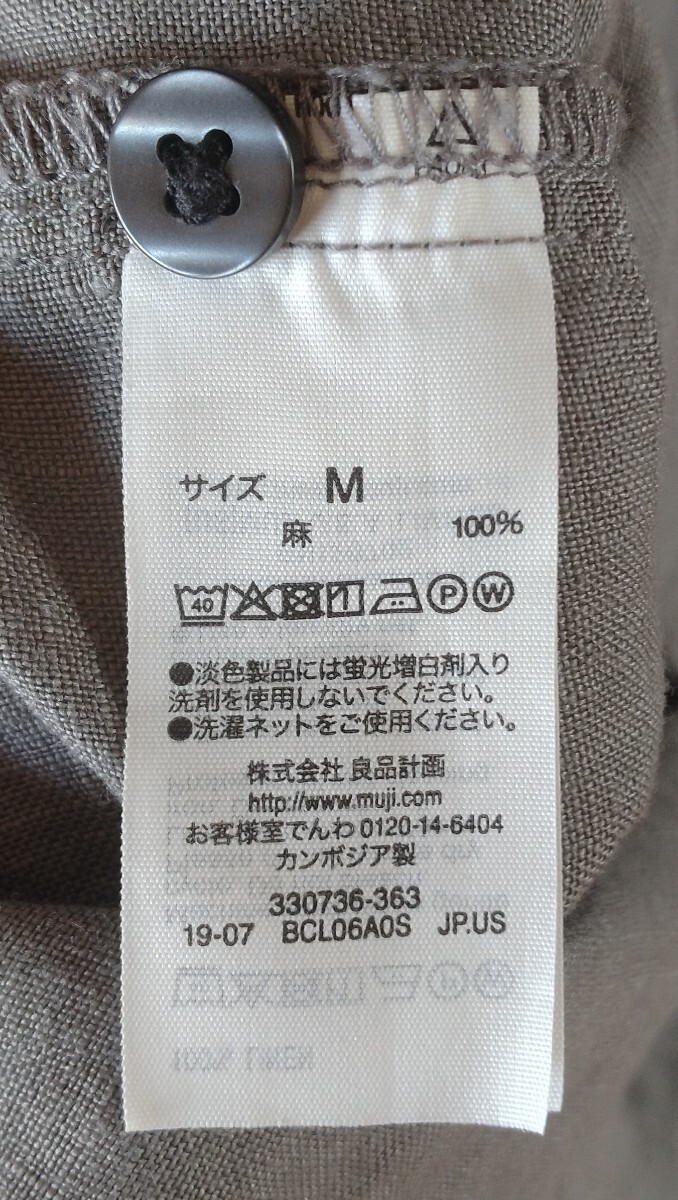 サイズ M
麻 100%
40 P W
●淡色製品には蛍光増白剤入り
洗剤を使用しないでください。
●洗濯ネットをご使用ください。
株式会社 良品計画
http://www.muji.com
お客様室でんわ 0120-14-6404
カンボジア製
330736-363
19-07 BCL06A0S JP.US
100% LINEN